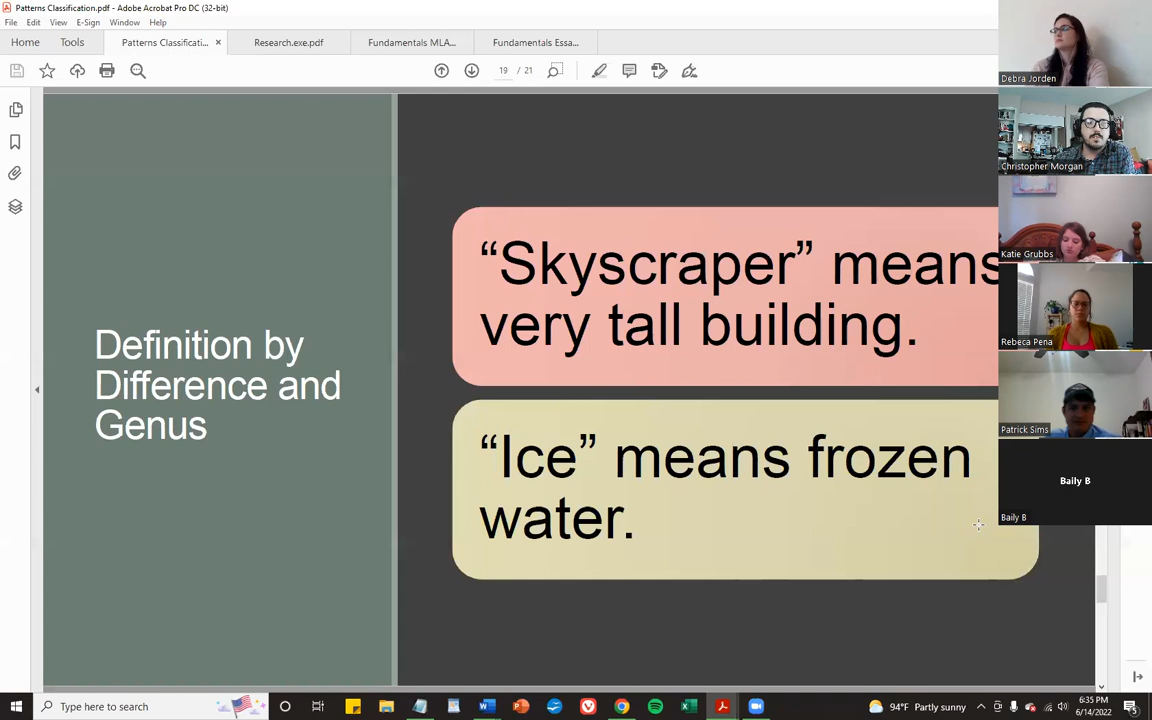 Patterns Classification.pdf - Adobe Acrobat Pro DC (32-bit)
File Edit View E-Sign Window Help
Home Tools Patterns Classificati... × Research.exe.pdf Fundamentals MLA... Fundamentals Essa...
19 / 21
Definition by
Difference and
Genus
“Skyscraper” means
very tall building.
“Ice” means frozen
water.
Debra Jorden
Christopher Morgan
Katie Grubbs
Rebeca Pena
Patrick Sims
Baily B
Baily B
Type here to search
94°F Partly sunny
6:35 PM
6/14/2022
5